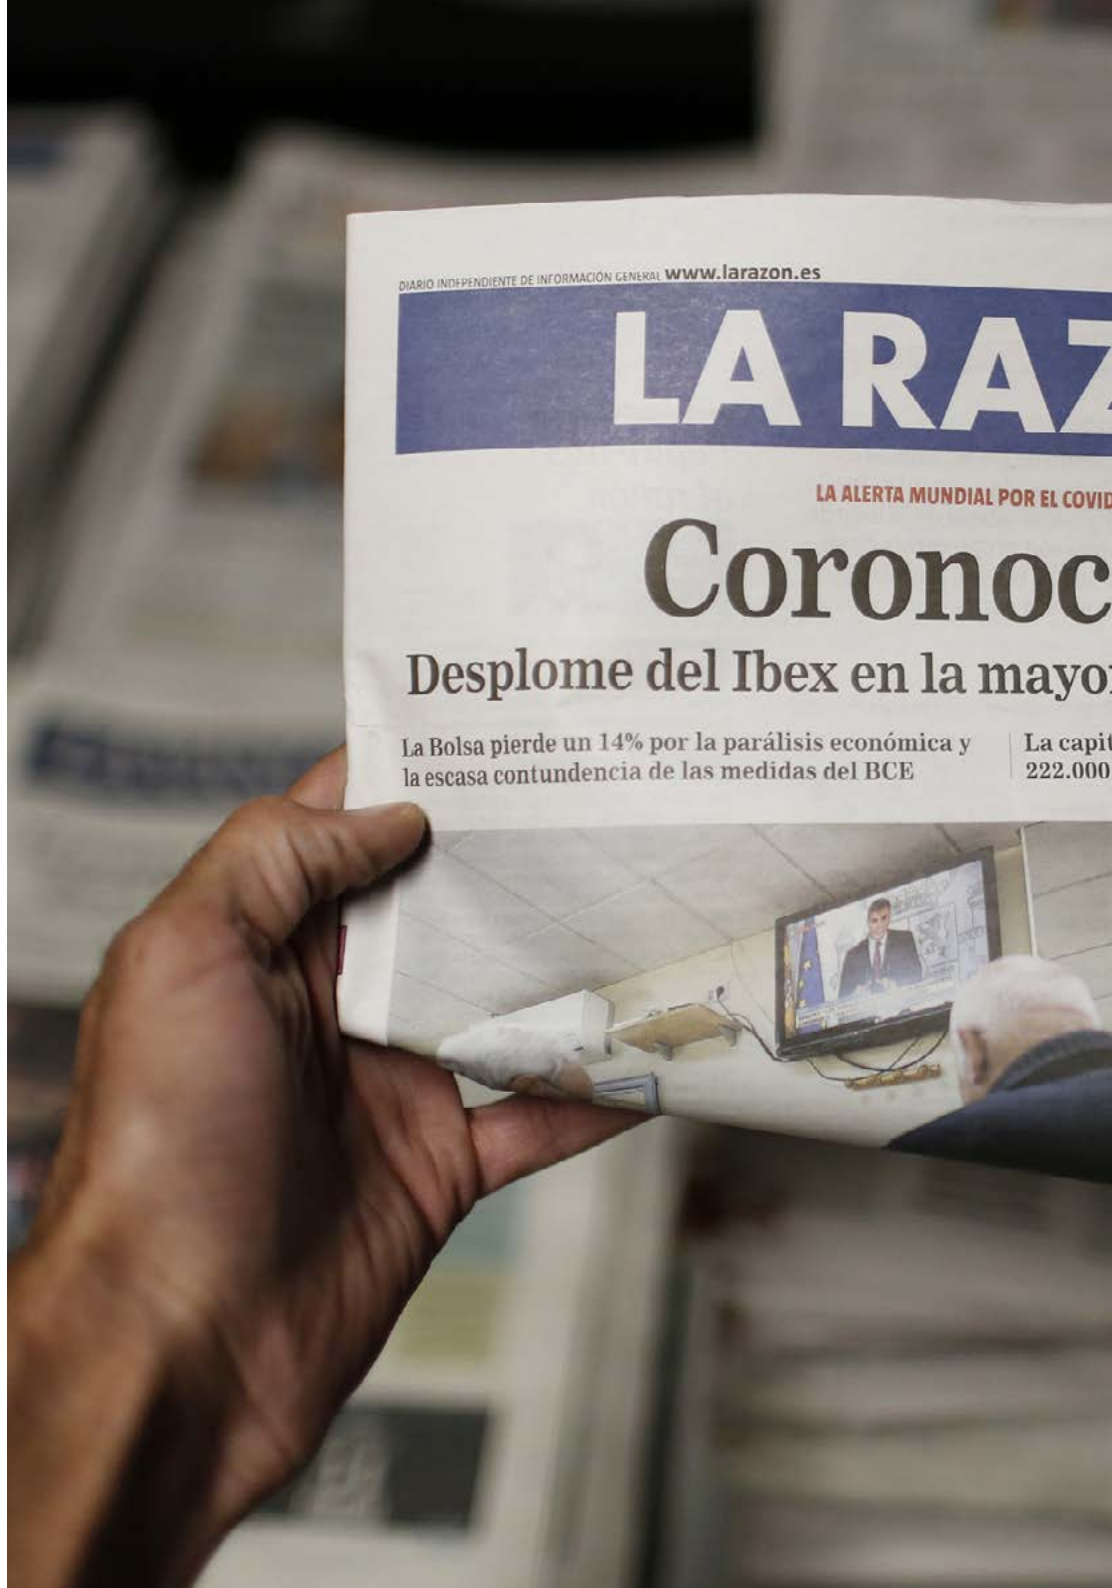 DIARIO INDEPENDIENTE DE INFORMACIÓN GENERAL www.larazon.es
LA RAZ
LA ALERTA MUNDIAL POR EL COVID
Coronoc
Desplome del Ibex en la mayor
La Bolsa pierde un 14% por la parálisis económica y
la escasa contundencia de las medidas del BCE
La capit
222.000